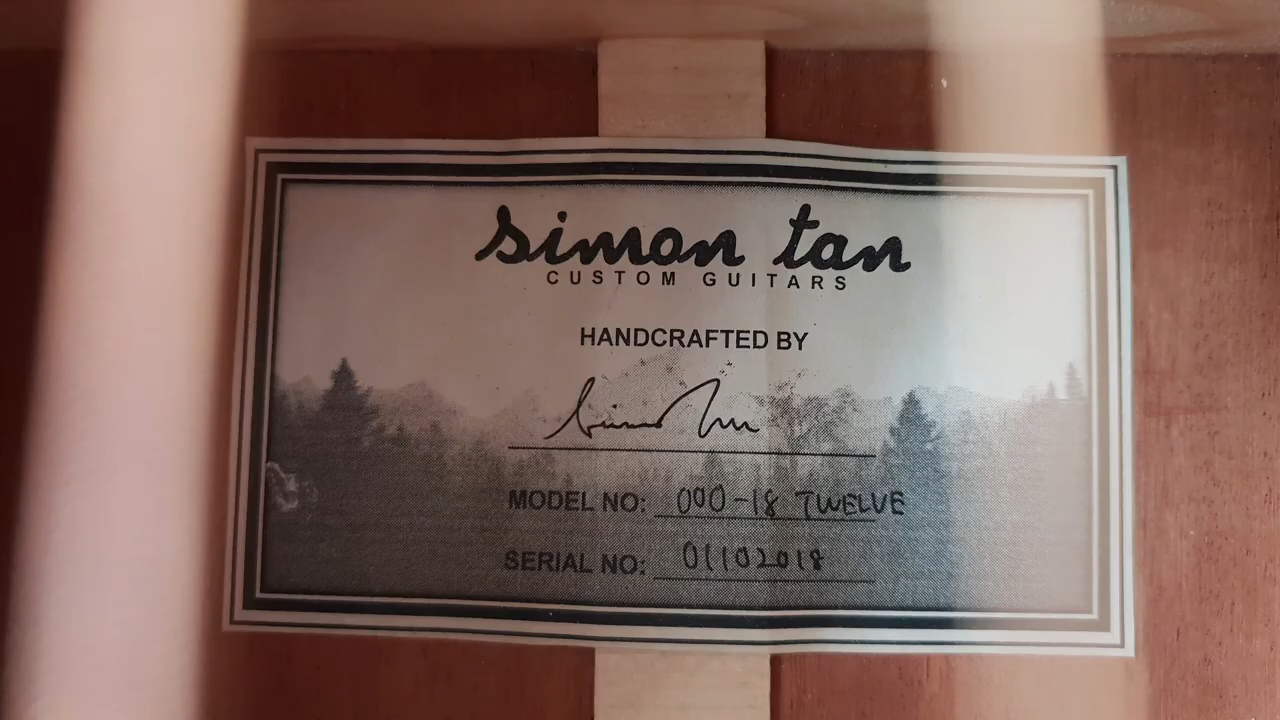 simon tan
CUSTOM GUITARS
HANDCRAFTED BY
MODEL NO: 000-18 TWELVE
SERIAL NO: 01102018